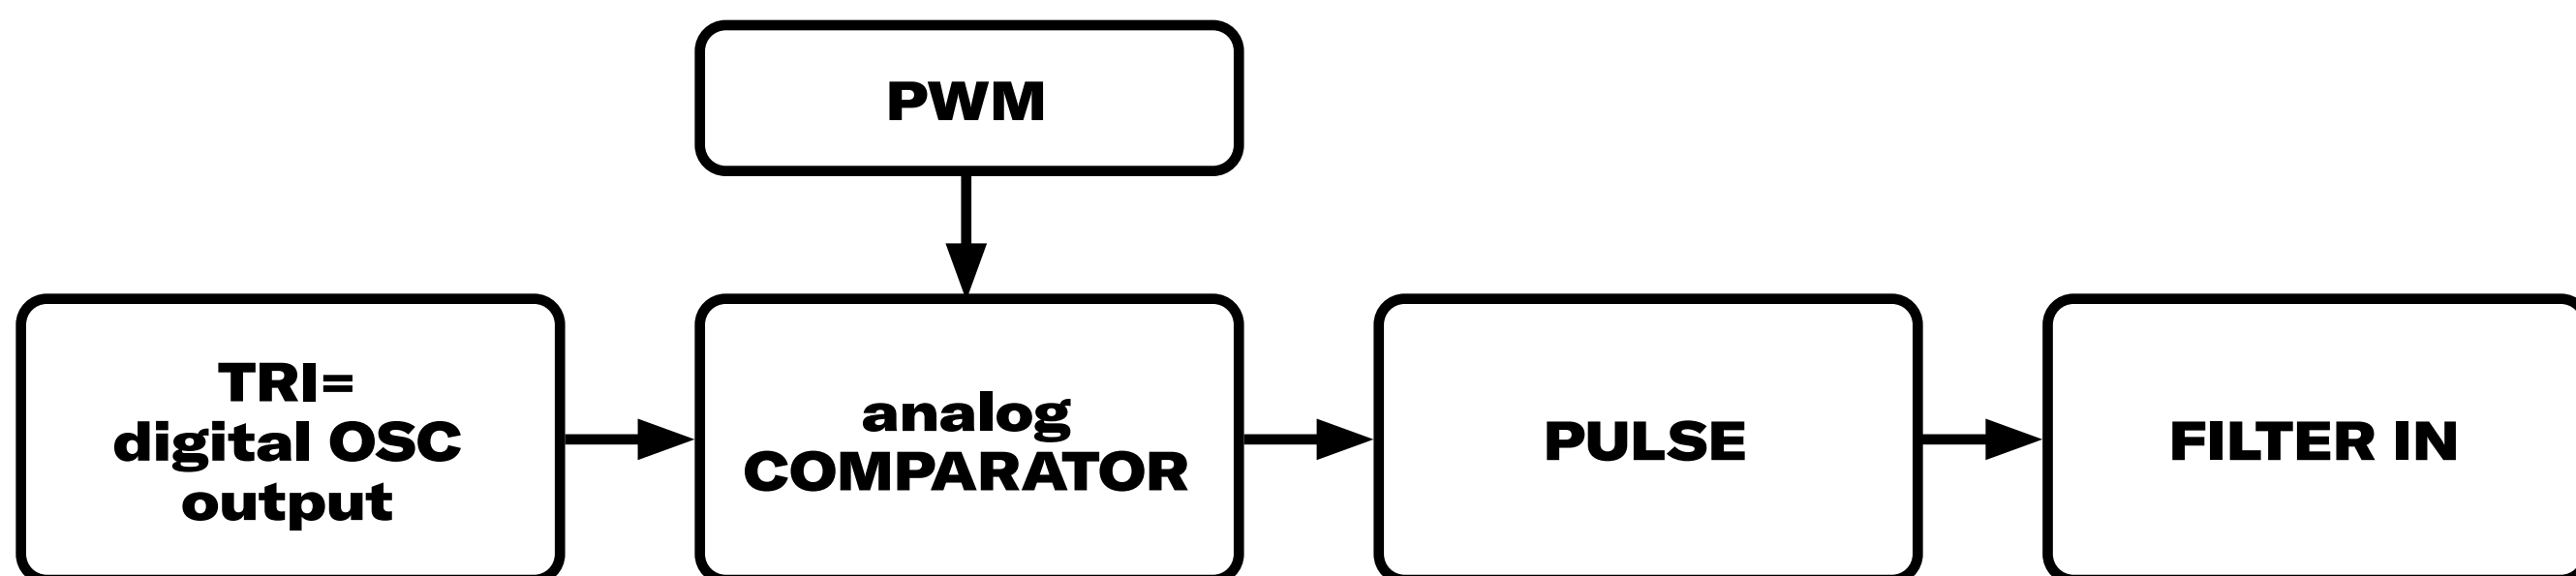 PWM
TRI=
digital OSC
output
analog
COMPARATOR
PULSE
FILTER IN